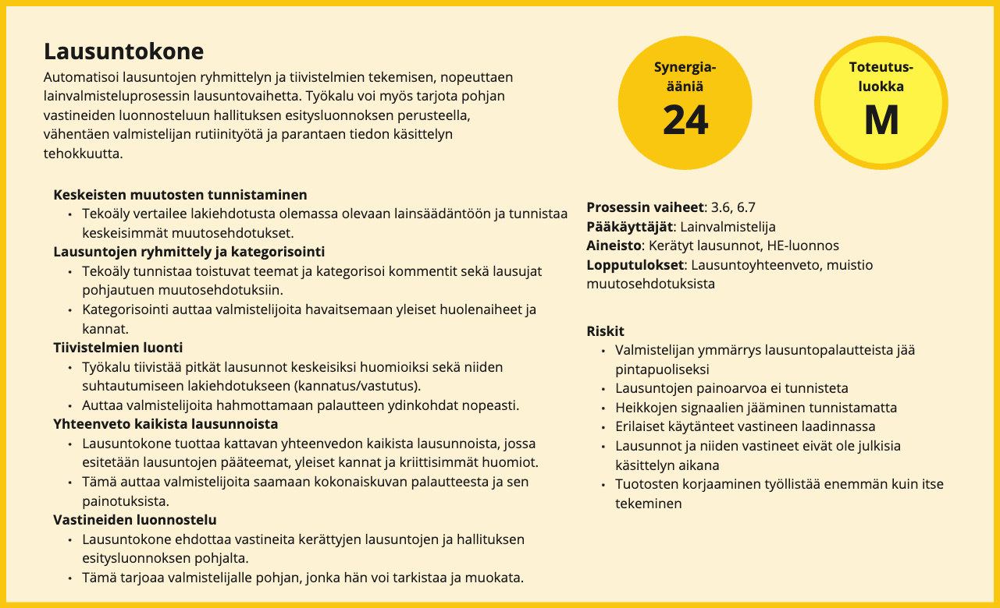 Lausuntokone
Automatisoi lausuntojen ryhmittelyn ja tiivistelmien tekemisen, nopeuttaen
lainvalmisteluprosessin lausuntovaihetta. Työkalu voi myös tarjota pohjan
vastineiden luonnosteluun hallituksen esitysluonnoksen perusteella,
vähentäen valmistelijan rutiinityötä ja parantaen tiedon käsittelyn
tehokkuutta.
Synergia-
ääniä
24
Toteutus-
luokka
M
Keskeisten muutosten tunnistaminen
• Tekoäly vertailee lakiehdotusta olemassa olevaan lainsäädäntöön ja tunnistaa
keskeisimmät muutosehdotukset.
Lausuntojen ryhmittely ja kategorisointi
• Tekoäly tunnistaa toistuvat teemat ja kategorisoi kommentit sekä lausujat
pohjautuen muutosehdotuksiin.
• Kategorisointi auttaa valmistelijoita havaitsemaan yleiset huolenaiheet ja
kannat.
Tiivistelmien luonti
• Työkalu tiivistää pitkät lausunnot keskeisiksi huomioiksi sekä niiden
suhtautumiseen lakiehdotukseen (kannatus/vastutus).
• Auttaa valmistelijoita hahmottamaan palautteen ydinkohdat nopeasti.
Yhteenveto kaikista lausunnoista
• Lausuntokone tuottaa kattavan yhteenvedon kaikista lausunnoista, jossa
esitetään lausuntojen pääteemat, yleiset kannat ja kriittisimmät huomiot.
• Tämä auttaa valmistelijoita saamaan kokonaiskuvan palautteesta ja sen
painotuksista.
Vastineiden luonnostelu
• Lausuntokone ehdottaa vastineita kerättyjen lausuntojen ja hallituksen
esitysluonnoksen pohjalta.
• Tämä tarjoaa valmistelijalle pohjan, jonka hän voi tarkistaa ja muokata.
Prosessin vaiheet: 3.6, 6.7
Pääkäyttäjät: Lainvalmistelija
Aineisto: Kerätyt lausunnot, HE-luonnos
Lopputulokset: Lausuntoyhteenveto, muistio
muutosehdotuksista
Riskit
• Valmistelijan ymmärrys lausuntopalautteista jää
pintapuoliseksi
• Lausuntojen painoarvoa ei tunnisteta
• Heikkojen signaalien jääminen tunnistamatta
• Erilaiset käytänteet vastineen laadinnassa
• Lausunnot ja niiden vastineet eivät ole julkisia
käsittelyn aikana
• Tuotosten korjaaminen työllistää enemmän kuin itse
tekeminen